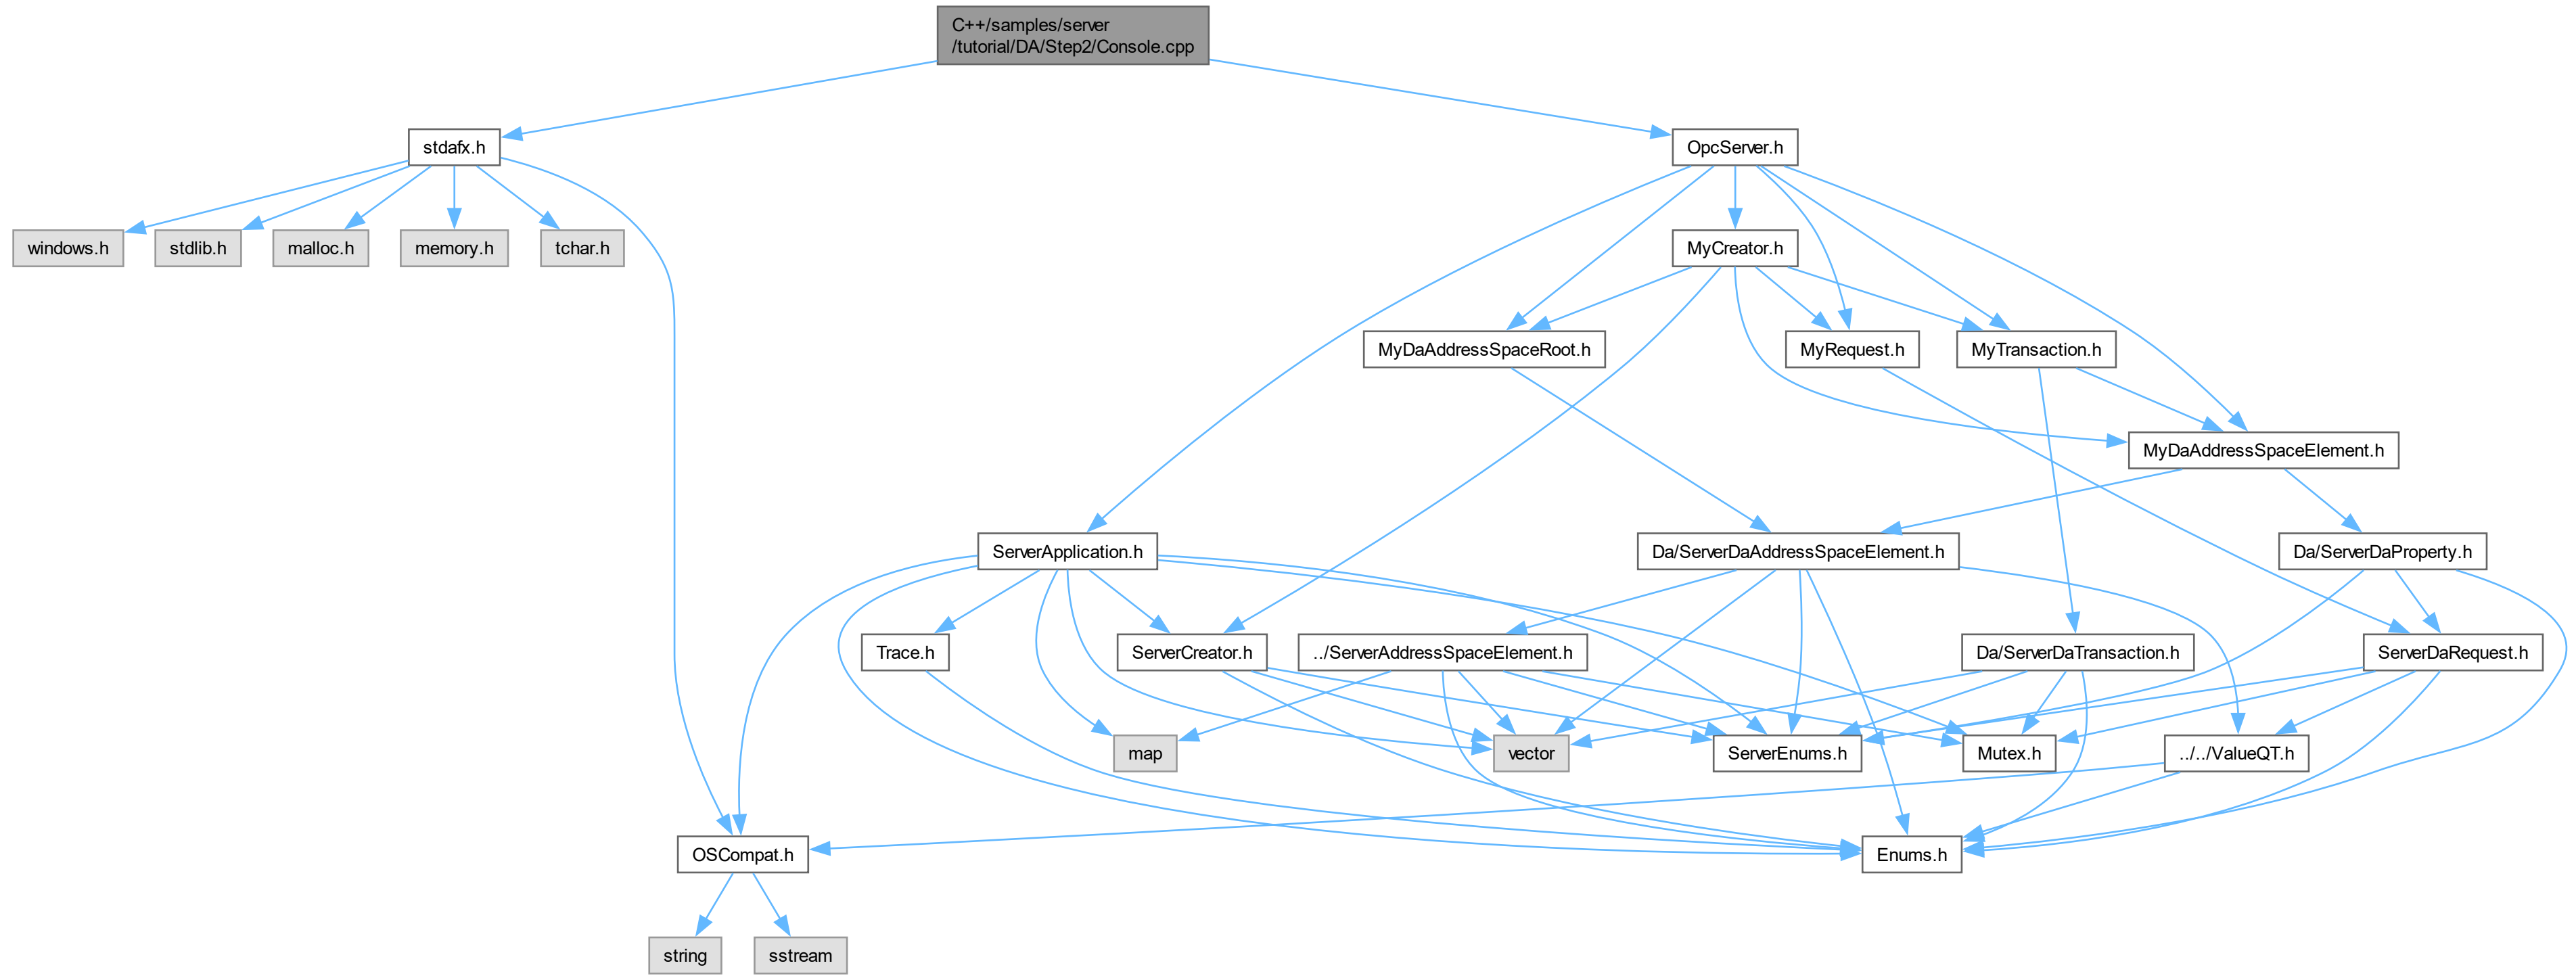 C++/samples/server
/tutorial/DA/Step2/Console.cpp
stdafx.h
OpcServer.h
windows.h
stdlib.h
malloc.h
memory.h
tchar.h
MyCreator.h
MyDaAddressSpaceRoot.h
MyRequest.h
MyTransaction.h
MyDaAddressSpaceElement.h
ServerApplication.h
Da/ServerDaAddressSpaceElement.h
Da/ServerDaProperty.h
Trace.h
ServerCreator.h
../ServerAddressSpaceElement.h
Da/ServerDaTransaction.h
ServerDaRequest.h
map
vector
ServerEnums.h
Mutex.h
../../ValueQT.h
OSCompat.h
Enums.h
string
sstream